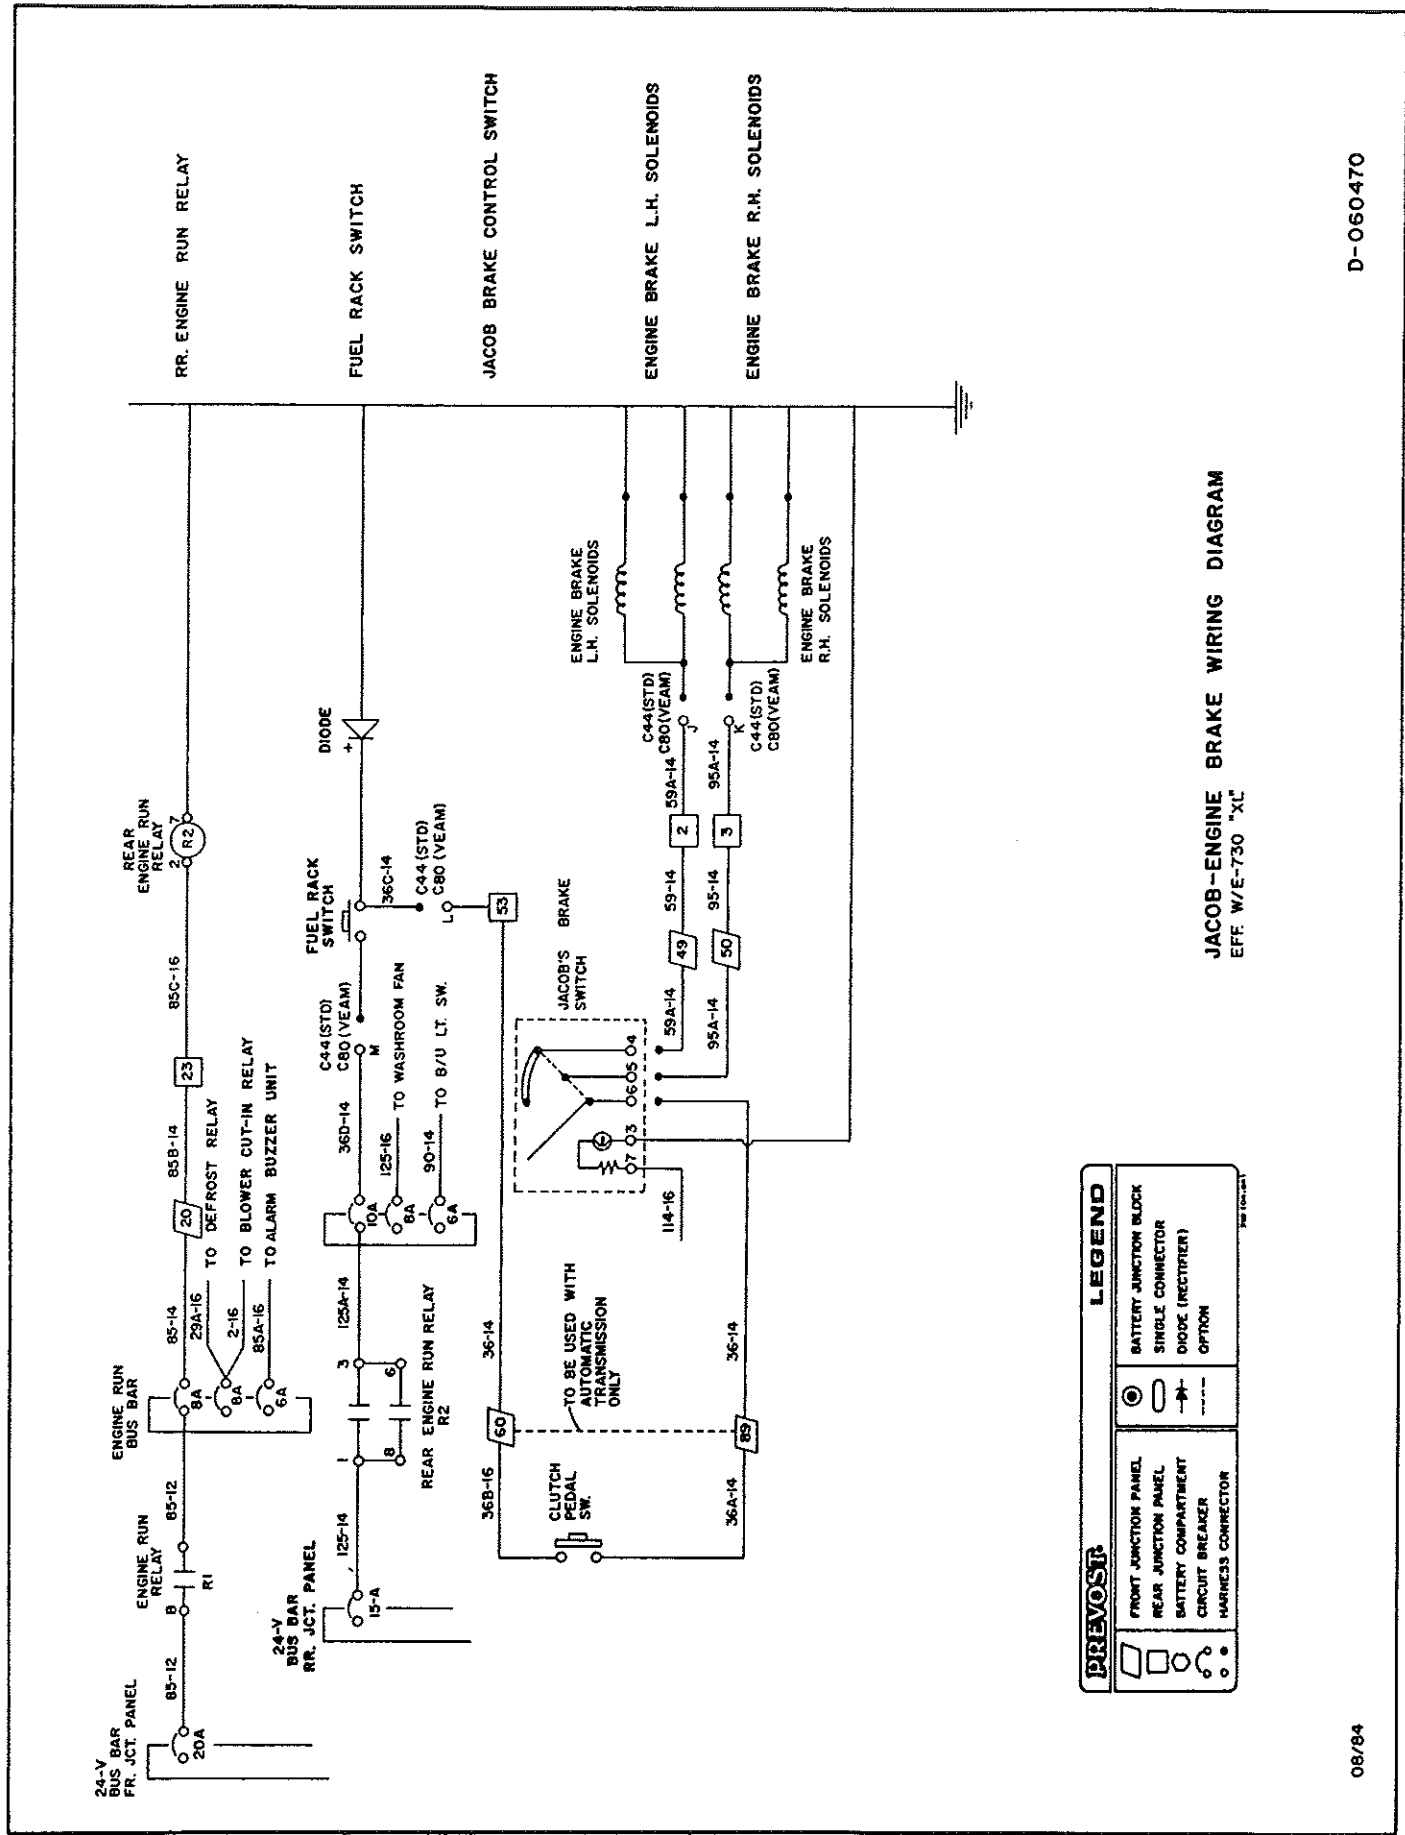 24-V
BUS BAR
FR. JCT. PANEL
20A
85-12
ENGINE RUN
RELAY
8
R1
85-12
ENGINE RUN
BUS BAR
8A
8A
6A
85-14
29A-16
2-16
85A-16
TO DEFROST RELAY
TO BLOWER CUT-IN RELAY
TO ALARM BUZZER UNIT
20
85B-14
23
85C-16
REAR
ENGINE RUN
RELAY
2
R2
7
RR. ENGINE RUN RELAY
24-V
BUS BAR
RR. JCT. PANEL
15-A
125-14
1
3
8
6
REAR ENGINE RUN RELAY
R2
125A-14
10A
8A
6A
36D-14
125-16
TO WASHROOM FAN
90-14
TO B/U LT. SW.
C44(STD)
C80(VEAM)
M
FUEL RACK
SWITCH
36C-14
C44(STD)
C80(VEAM)
L
DIODE
+
FUEL RACK SWITCH
53
36-14
60
36B-16
CLUTCH
PEDAL
SW.
TO BE USED WITH
AUTOMATIC
TRANSMISSION
ONLY
36A-14
89
36-14
JACOB BRAKE CONTROL SWITCH
JACOB'S BRAKE
SWITCH
4
5
6
3
7
114-16
59A-14
49
59-14
2
59A-14
C44(STD)
C80(VEAM)
J
95A-14
50
95-14
3
95A-14
K
C44(STD)
C80(VEAM)
ENGINE BRAKE
L.H. SOLENOIDS
ENGINE BRAKE
R.H. SOLENOIDS
ENGINE BRAKE L.H. SOLENOIDS
ENGINE BRAKE R.H. SOLENOIDS
PREVOST LEGEND
FRONT JUNCTION PANEL
REAR JUNCTION PANEL
BATTERY COMPARTMENT
CIRCUIT BREAKER
HARNESS CONNECTOR
BATTERY JUNCTION BLOCK
SINGLE CONNECTOR
DIODE (RECTIFIER)
OPTION
JACOB-ENGINE BRAKE WIRING DIAGRAM
EFF. W/E-730 "XL"
08/84
D-060470